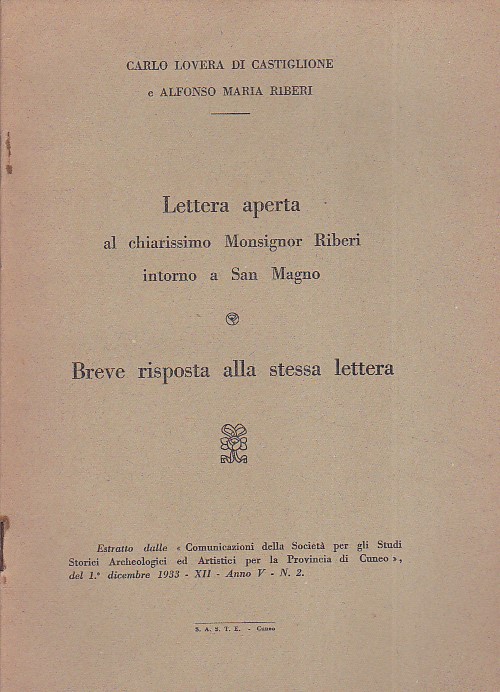 CARLO LOVERA DI CASTIGLIONE
e ALFONSO MARIA RIBERI
Lettera aperta
al chiarissimo Monsignor Riberi
intorno a San Magno
Breve risposta alla stessa lettera
Estratto dalle « Comunicazioni della Società per gli Studi
Storici Archeologici ed Artistici per la Provincia di Cuneo »,
del 1.º dicembre 1933 - XII - Anno V - N. 2.
S. A. S. T. E. - Cuneo